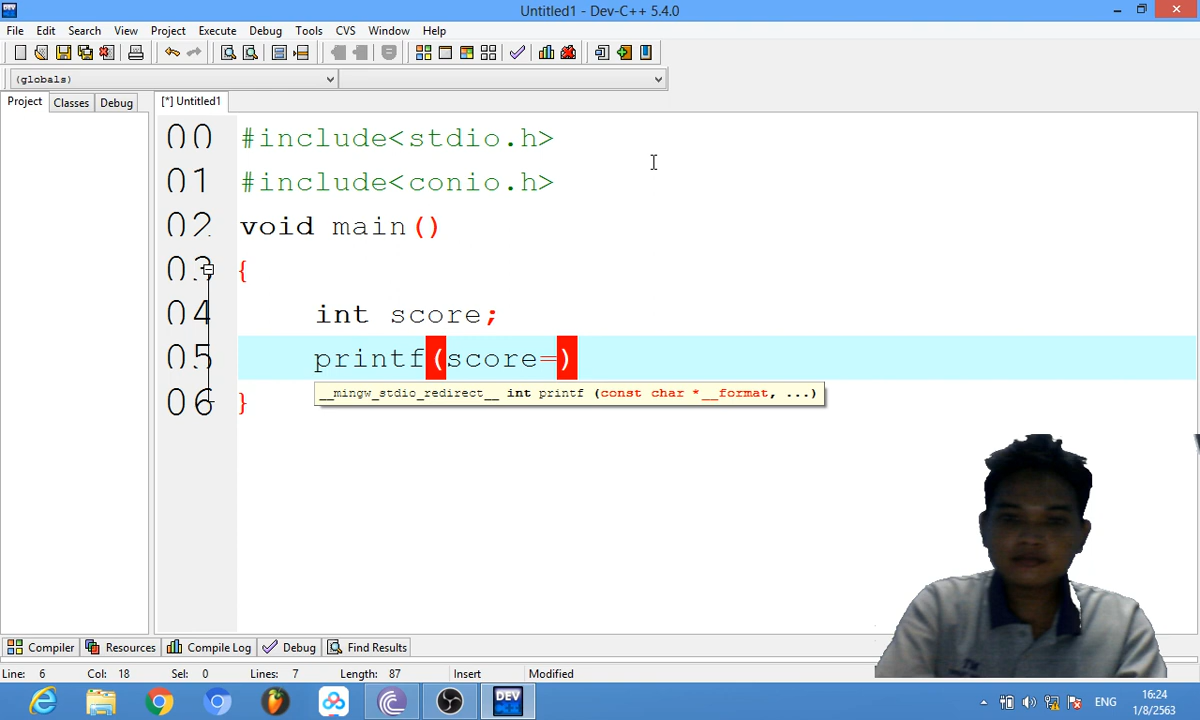 Untitled1 - Dev-C++ 5.4.0
File Edit Search View Project Execute Debug Tools CVS Window Help
(globals)
Project Classes Debug [*] Untitled1
00 #include<stdio.h>
01 #include<conio.h>
02 void main()
03 {
04 int score;
05 printf(score=)
__mingw_stdio_redirect__ int printf (const char *__format, ...)
06 }
Compiler Resources Compile Log Debug Find Results
Line: 6 Col: 18 Sel: 0 Lines: 7 Length: 87 Insert Modified
DEV C++ ENG 16:24
1/8/2563